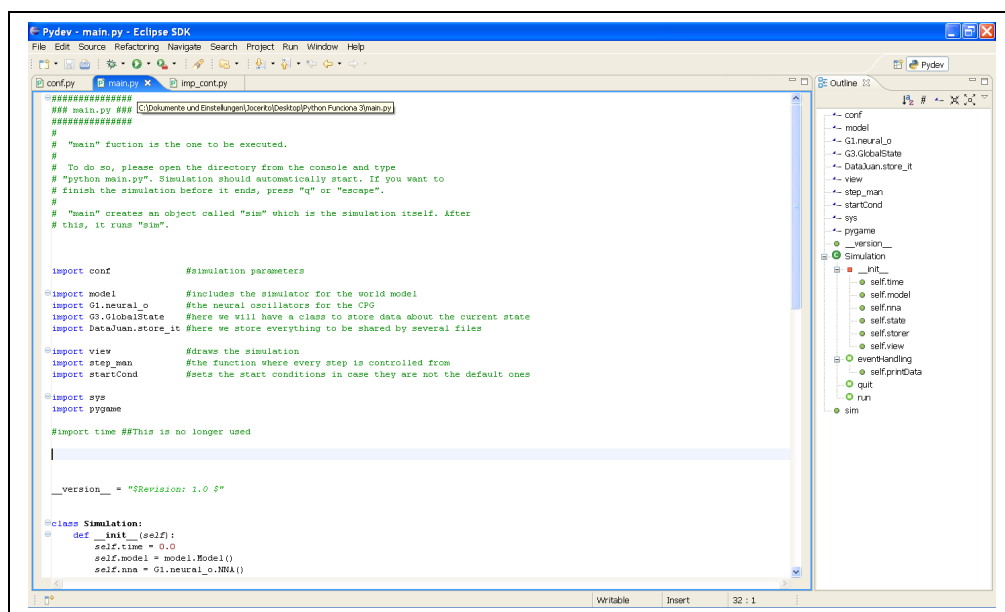 Pydev - main.py - Eclipse SDK
File Edit Source Refactoring Navigate Search Project Run Window Help
Pydev
conf.py main.py imp_cont.py
Outline
###############
### main.py ###
C:\Dokumente und Einstellungen\Jocerito\Desktop\Python Funciona 3\main.py
###############
#
# "main" fuction is the one to be executed.
#
# To do so, please open the directory from the console and type
# "python main.py". Simulation should automatically start. If you want to
# finish the simulation before it ends, press "q" or "escape".
#
# "main" creates an object called "sim" which is the simulation itself. After
# this, it runs "sim".
import conf #simulation parameters
import model #includes the simulator for the world model
import G1.neural_o #the neural oscillators for the CPG
import G3.GlobalState #here we will have a class to store data about the current state
import DataJuan.store_it #here we store everything to be shared by several files
import view #draws the simulation
import step_man #the function where every step is controlled from
import startCond #sets the start conditions in case they are not the default ones
import sys
import pygame
#import time ##This is no longer used
__version__ = "$Revision: 1.0 $"
class Simulation:
def __init__(self):
self.time = 0.0
self.model = model.Model()
self.nna = G1.neural_o.NNA()
conf
model
G1.neural_o
G3.GlobalState
DataJuan.store_it
view
step_man
startCond
sys
pygame
__version__
Simulation
__init__
self.time
self.model
self.nna
self.state
self.storer
self.view
eventHandling
self.printData
quit
run
sim
Writable Insert 32 : 1